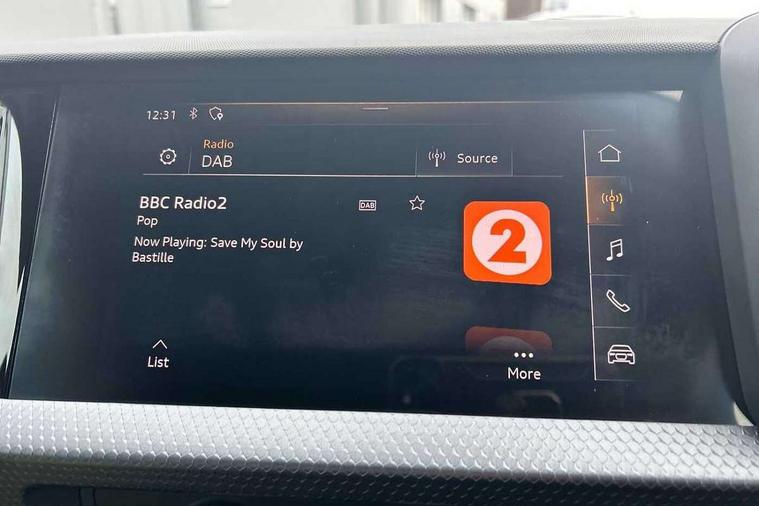 12:31
Radio
DAB
Source
BBC Radio2
DAB
Pop
Now Playing: Save My Soul by
Bastille
2
List
More